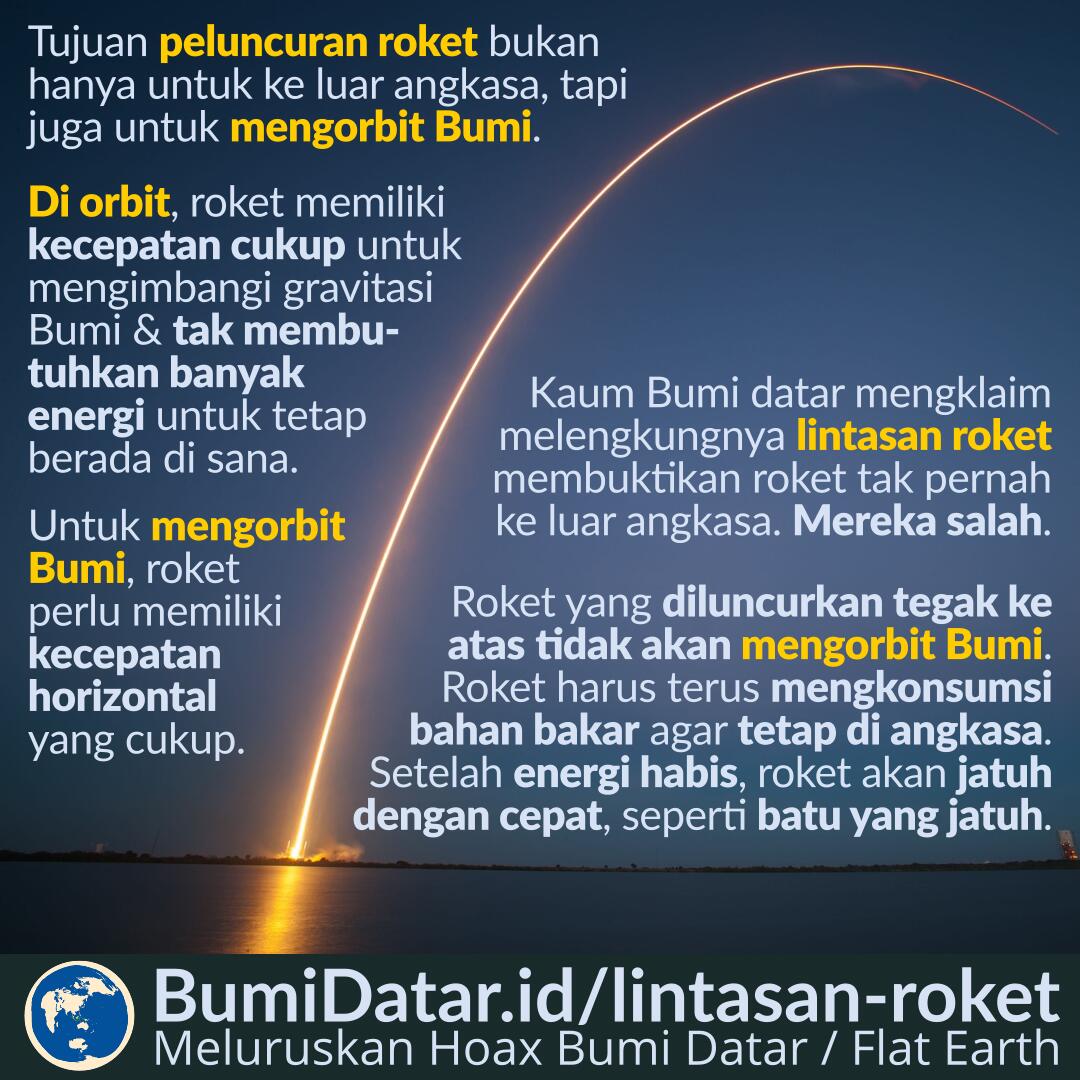 Tujuan peluncuran roket bukan
hanya untuk ke luar angkasa, tapi
juga untuk mengorbit Bumi.
Di orbit, roket memiliki
kecepatan cukup untuk
mengimbangi gravitasi
Bumi & tak membu-
tuhkan banyak
energi untuk tetap
berada di sana.
Untuk mengorbit
Bumi, roket
perlu memiliki
kecepatan
horizontal
yang cukup.
Kaum Bumi datar mengklaim
melengkungnya lintasan roket
membuktikan roket tak pernah
ke luar angkasa. Mereka salah.
Roket yang diluncurkan tegak ke
atas tidak akan mengorbit Bumi.
Roket harus terus mengkonsumsi
bahan bakar agar tetap di angkasa.
Setelah energi habis, roket akan jatuh
dengan cepat, seperti batu yang jatuh.
BumiDatar.id/lintasan-roket
Meluruskan Hoax Bumi Datar / Flat Earth